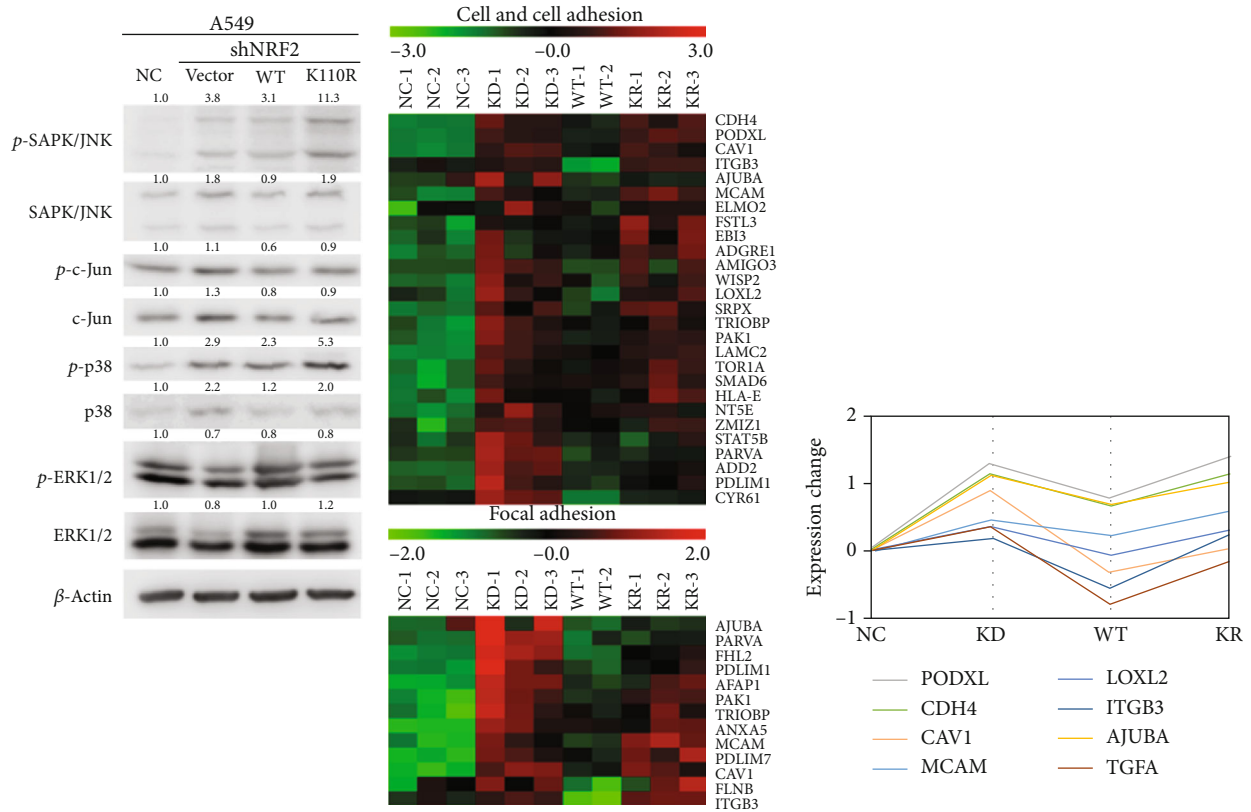 A549
shNRF2
NC Vector WT K110R
1.0 3.8 3.1 11.3
p-SAPK/JNK
1.0 1.8 0.9 1.9
SAPK/JNK
1.0 1.1 0.6 0.9
p-c-Jun
1.0 1.3 0.8 0.9
c-Jun
1.0 2.9 2.3 5.3
p-p38
1.0 2.2 1.2 2.0
p38
1.0 0.7 0.8 0.8
p-ERK1/2
1.0 0.8 1.0 1.2
ERK1/2
β-Actin
Cell and cell adhesion
−3.0 −0.0 3.0
NC-1 NC-2 NC-3 KD-1 KD-2 KD-3 WT-1 WT-2 KR-1 KR-2 KR-3
CDH4
PODXL
CAV1
ITGB3
AJUBA
MCAM
ELMO2
FSTL3
EBI3
ADGRE1
AMIGO3
WISP2
LOXL2
SRPX
TRIOBP
PAK1
LAMC2
TOR1A
SMAD6
HLA-E
NT5E
ZMIZ1
STAT5B
PARVA
ADD2
PDLIM1
CYR61
Focal adhesion
−2.0 −0.0 2.0
NC-1 NC-2 NC-3 KD-1 KD-2 KD-3 WT-1 WT-2 KR-1 KR-2 KR-3
AJUBA
PARVA
FHL2
PDLIM1
AFAP1
PAK1
TRIOBP
ANXA5
MCAM
PDLIM7
CAV1
FLNB
ITGB3
Expression change
2
1
0
−1
NC KD WT KR
PODXL LOXL2
CDH4 ITGB3
CAV1 AJUBA
MCAM TGFA